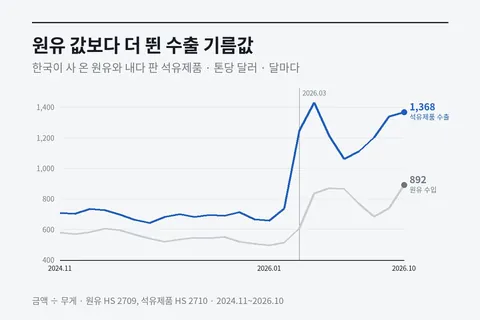 원유 값보다 더 뛴 수출 기름값
한국이 사 온 원유와 내다 판 석유제품 · 톤당 달러 · 달마다
2026.03
1,400
1,368
석유제품 수출
1,200
1,000
892
원유 수입
800
600
400
2024.11
2026.01
2026.10
금액 ÷ 무게 · 원유 HS 2709, 석유제품 HS 2710 · 2024.11~2026.10